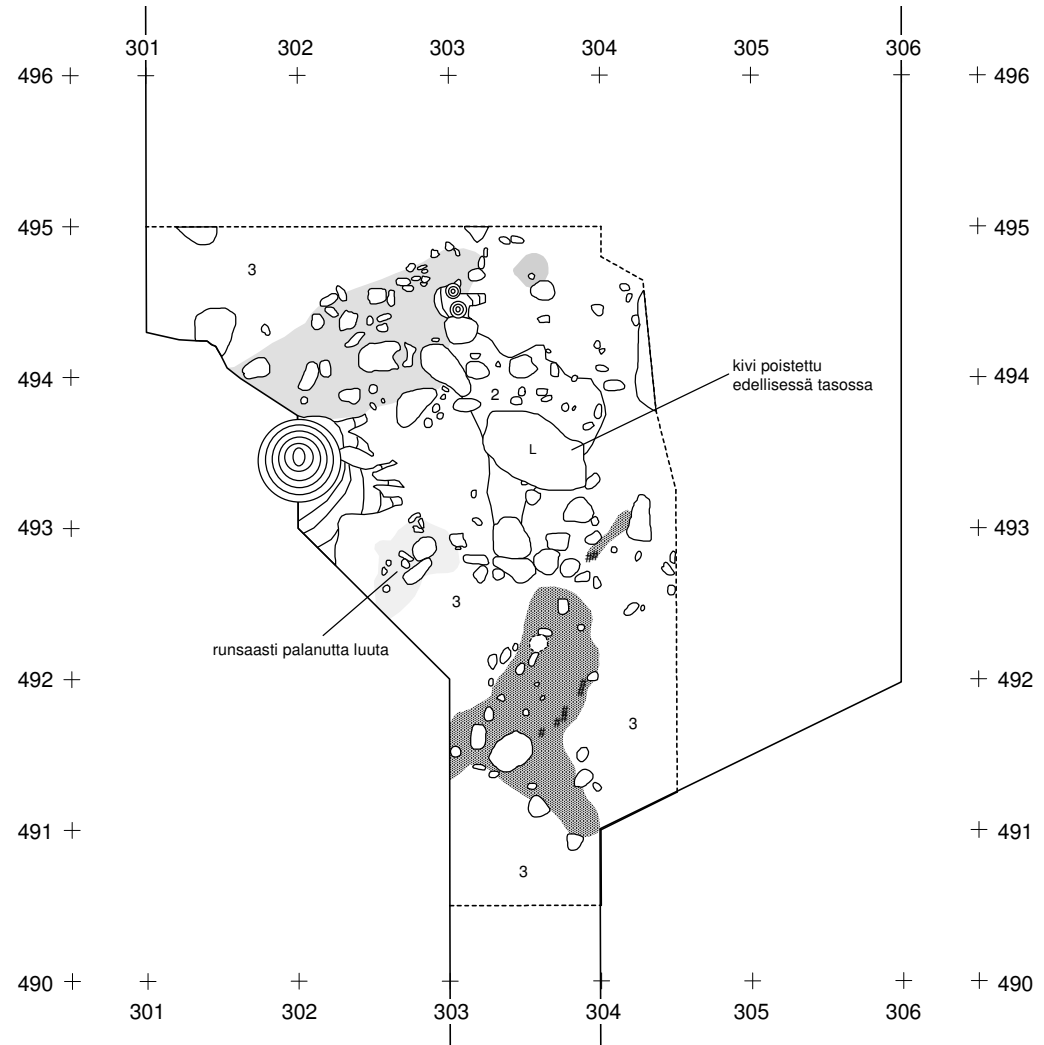 301 302 303 304 305 306
496 496
495 495
3
494 494
kivi poistettu
edellisessä tasossa
2
L
493 493
3
runsaasti palanutta luuta
492 492
3
491 491
3
490 490
301 302 303 304 305 306